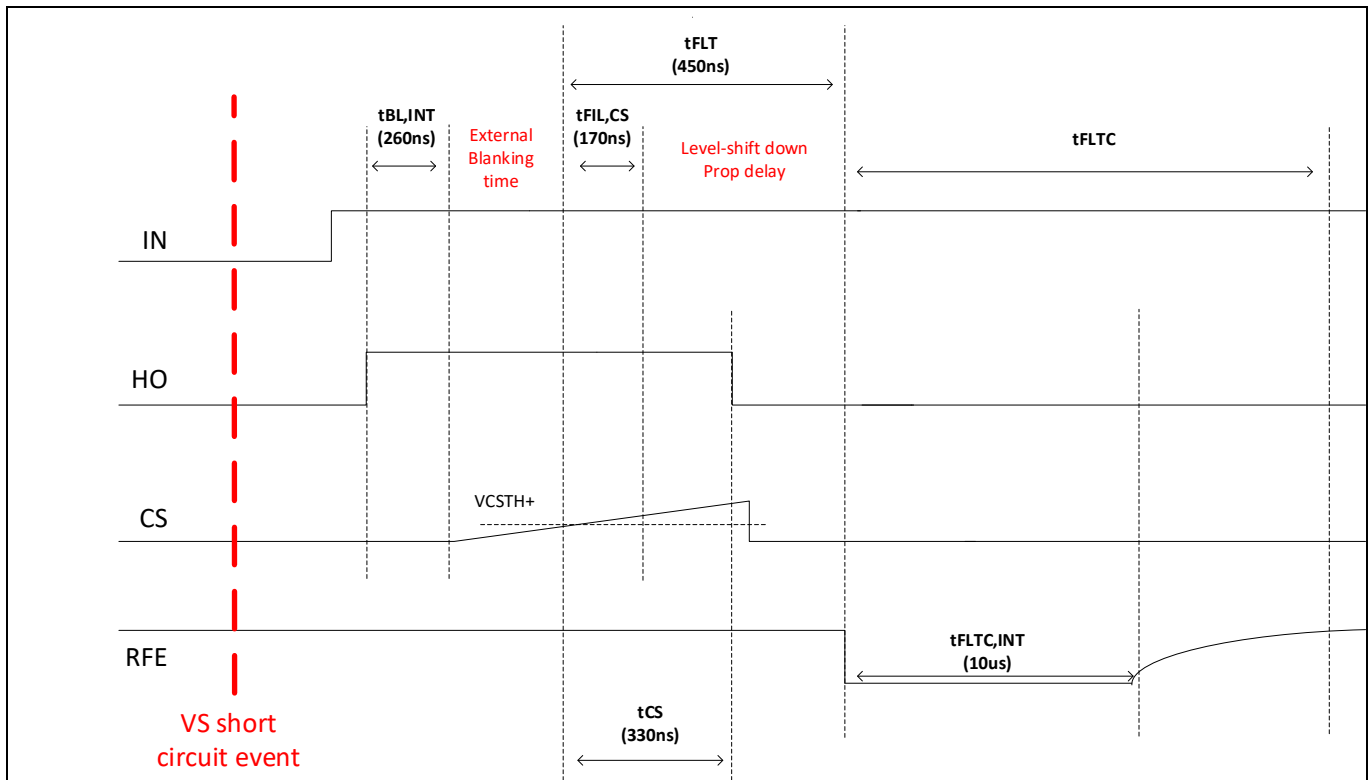 tFLT
(450ns)
tBL,INT
(260ns)
External
Blanking
time
tFIL,CS
(170ns)
Level-shift down
Prop delay
tFLTC
IN
HO
VCSTH+
CS
RFE
tFLTC,INT
(10us)
VS short
circuit event
tCS
(330ns)